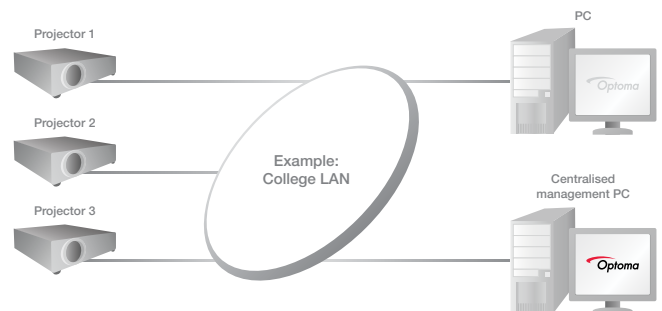 PC
Projector 1
Optoma
Projector 2
Example:
College LAN
Centralised
management PC
Projector 3
Optoma